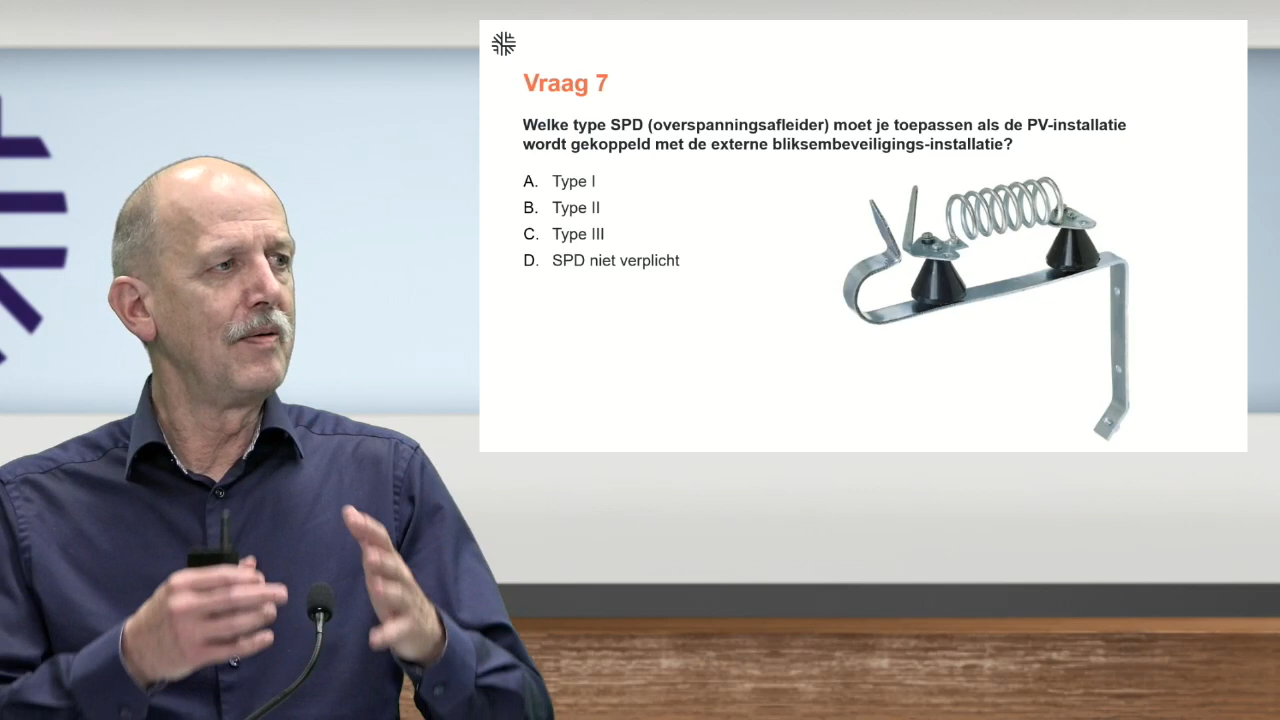 Vraag 7
Welke type SPD (overspanningsafleider) moet je toepassen als de PV-installatie
wordt gekoppeld met de externe bliksembeveiligings-installatie?
A. Type I
B. Type II
C. Type III
D. SPD niet verplicht